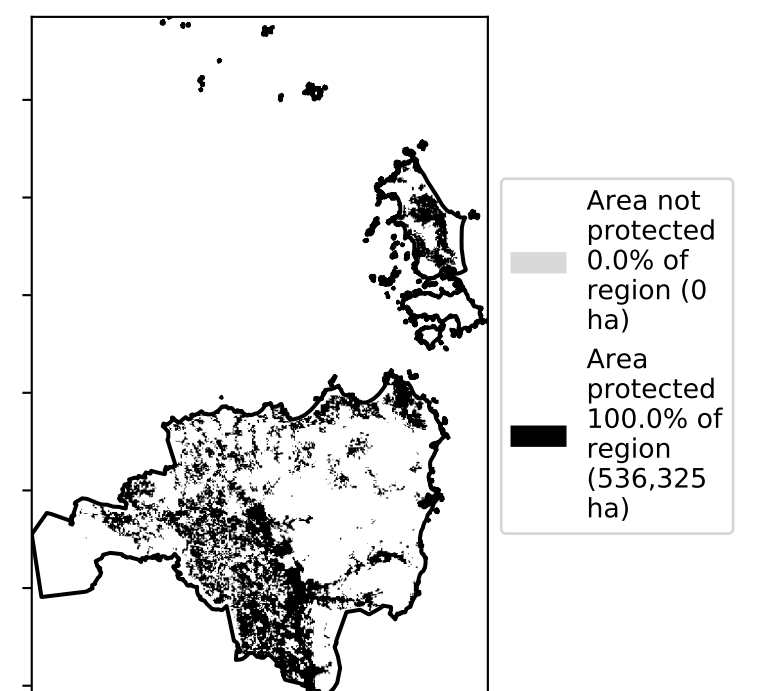 Area not
protected
0.0% of
region (0
ha)
Area
protected
100.0% of
region
(536,325
ha)